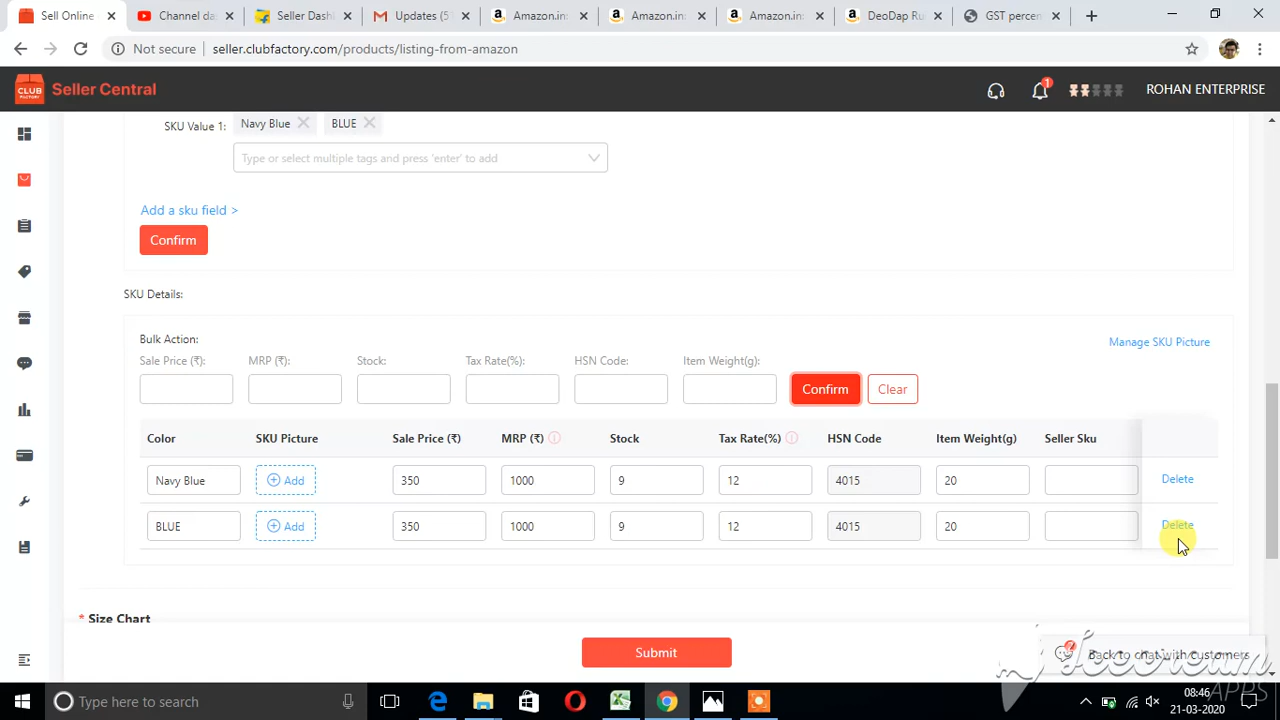 Sell Online
Channel da
Seller Dashl
Updates (5
Amazon.in:
Amazon.in:
Amazon.in:
DeoDap Ru
GST percen
Not secure
seller.clubfactory.com/products/listing-from-amazon
CLUB FACTORY
Seller Central
1
ROHAN ENTERPRISE
SKU Value 1:
Navy Blue
BLUE
Type or select multiple tags and press 'enter' to add
Add a sku field >
Confirm
SKU Details:
Bulk Action:
Manage SKU Picture
Sale Price (₹): MRP (₹): Stock: Tax Rate(%): HSN Code: Item Weight(g):
Confirm Clear
Color SKU Picture Sale Price (₹) MRP (₹) Stock Tax Rate(%) HSN Code Item Weight(g) Seller Sku
Navy Blue Add 350 1000 9 12 4015 20 Delete
BLUE Add 350 1000 9 12 4015 20 Delete
* Size Chart
Submit
Back to chat with customers
APPS
Type here to search
08:46
21-03-2020